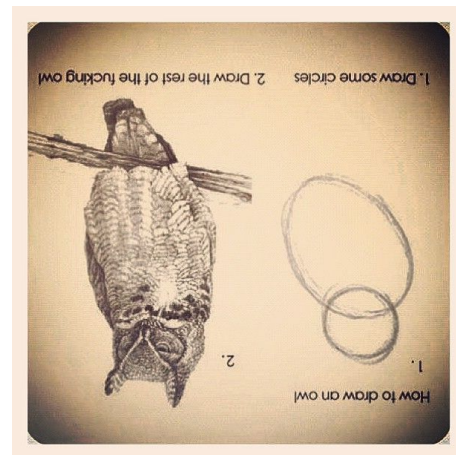 How to draw an owl
1.
2.
1. Draw some circles
2. Draw the rest of the fucking owl